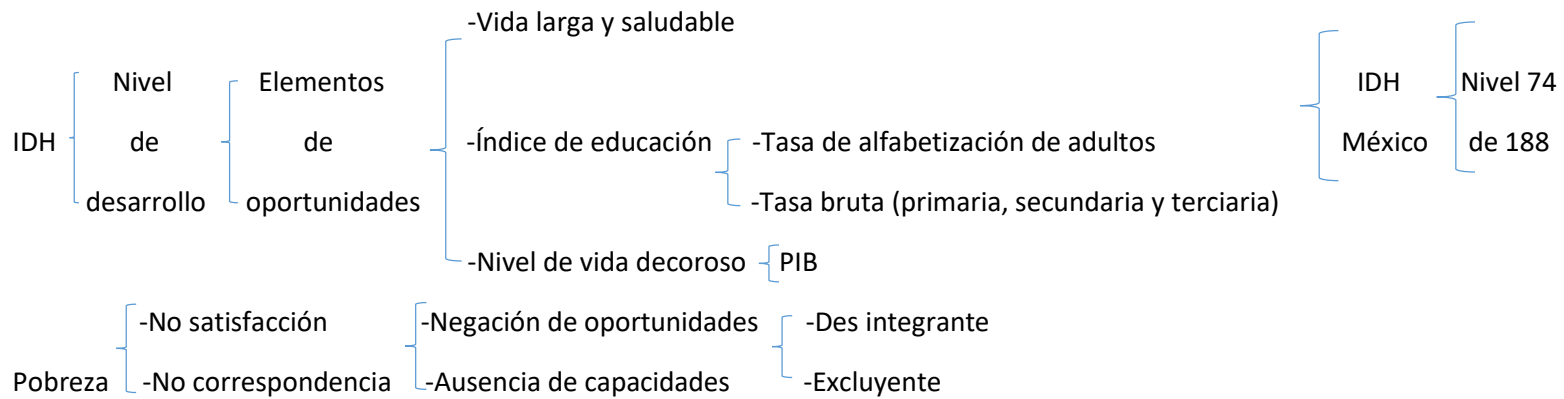 -Vida larga y saludable
Nivel Elementos IDH Nivel 74
IDH de de -Índice de educación -Tasa de alfabetización de adultos México de 188
desarrollo oportunidades -Tasa bruta (primaria, secundaria y terciaria)
-Nivel de vida decoroso PIB
-No satisfacción -Negación de oportunidades -Des integrante
Pobreza -No correspondencia -Ausencia de capacidades -Excluyente